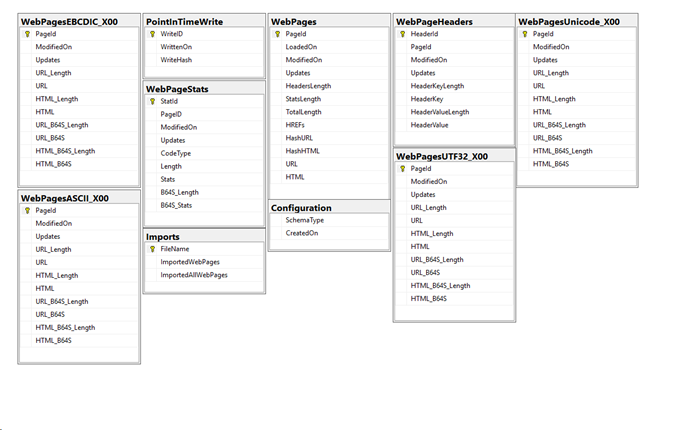 WebPagesEBCDIC_X00
PageId
ModifiedOn
Updates
URL_Length
URL
HTML_Length
HTML
URL_B64S_Length
URL_B64S
HTML_B64S_Length
HTML_B64S
WebPagesASCII_X00
PageId
ModifiedOn
Updates
URL_Length
URL
HTML_Length
HTML
URL_B64S_Length
URL_B64S
HTML_B64S_Length
HTML_B64S
PointInTimeWrite
WriteID
WrittenOn
WriteHash
WebPageStats
StatId
PageID
ModifiedOn
Updates
CodeType
Length
Stats
B64S_Length
B64S_Stats
Imports
FileName
ImportedWebPages
ImportedAllWebPages
WebPages
PageId
LoadedOn
ModifiedOn
Updates
HeadersLength
StatsLength
TotalLength
HREFs
HashURL
HashHTML
URL
HTML
Configuration
SchemaType
CreatedOn
WebPageHeaders
HeaderId
PageId
ModifiedOn
Updates
HeaderKeyLength
HeaderKey
HeaderValueLength
HeaderValue
WebPagesUTF32_X00
PageId
ModifiedOn
Updates
URL_Length
URL
HTML_Length
HTML
URL_B64S_Length
URL_B64S
HTML_B64S_Length
HTML_B64S
WebPagesUnicode_X00
PageId
ModifiedOn
Updates
URL_Length
URL
HTML_Length
HTML
URL_B64S_Length
URL_B64S
HTML_B64S_Length
HTML_B64S